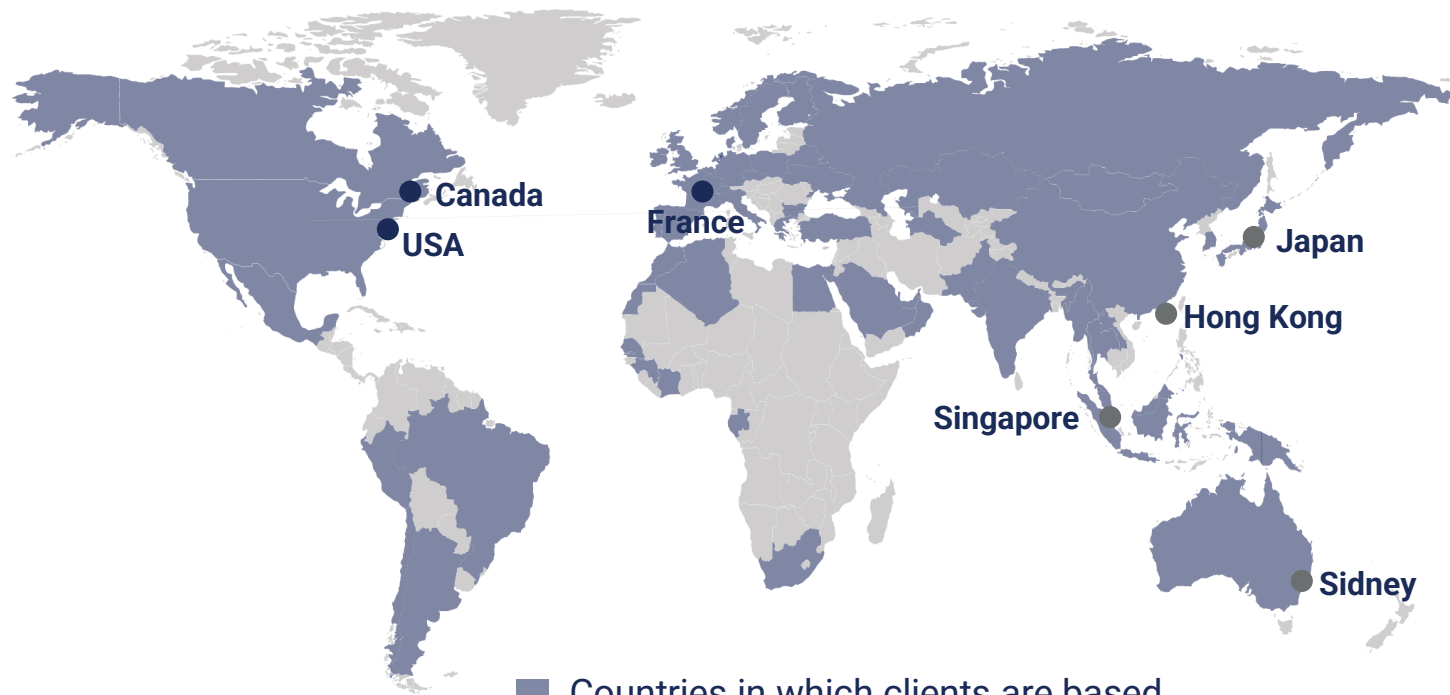 Canada
USA
France
Japan
Hong Kong
Singapore
Sidney
Countries in which clients are based